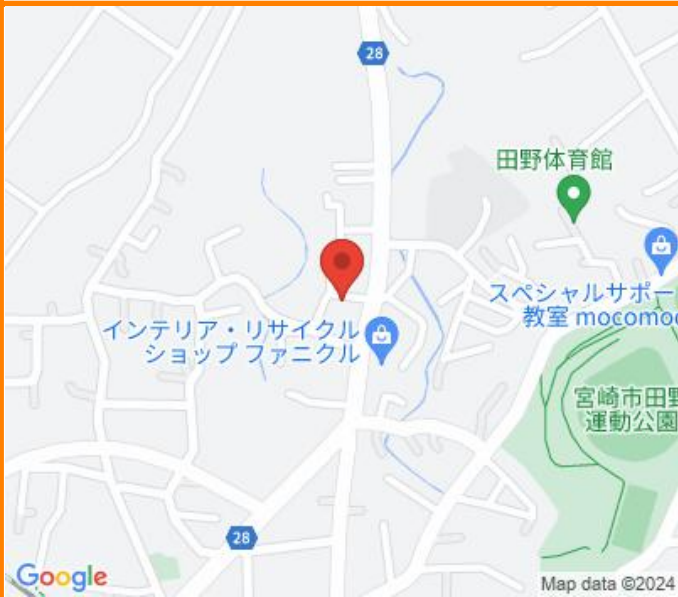 28
田野体育館
スペシャルサポー
教室 mocomoc
インテリア・リサイクル
ショップ ファニクル
宮崎市田野
運動公園
28
Google
Map data ©2024